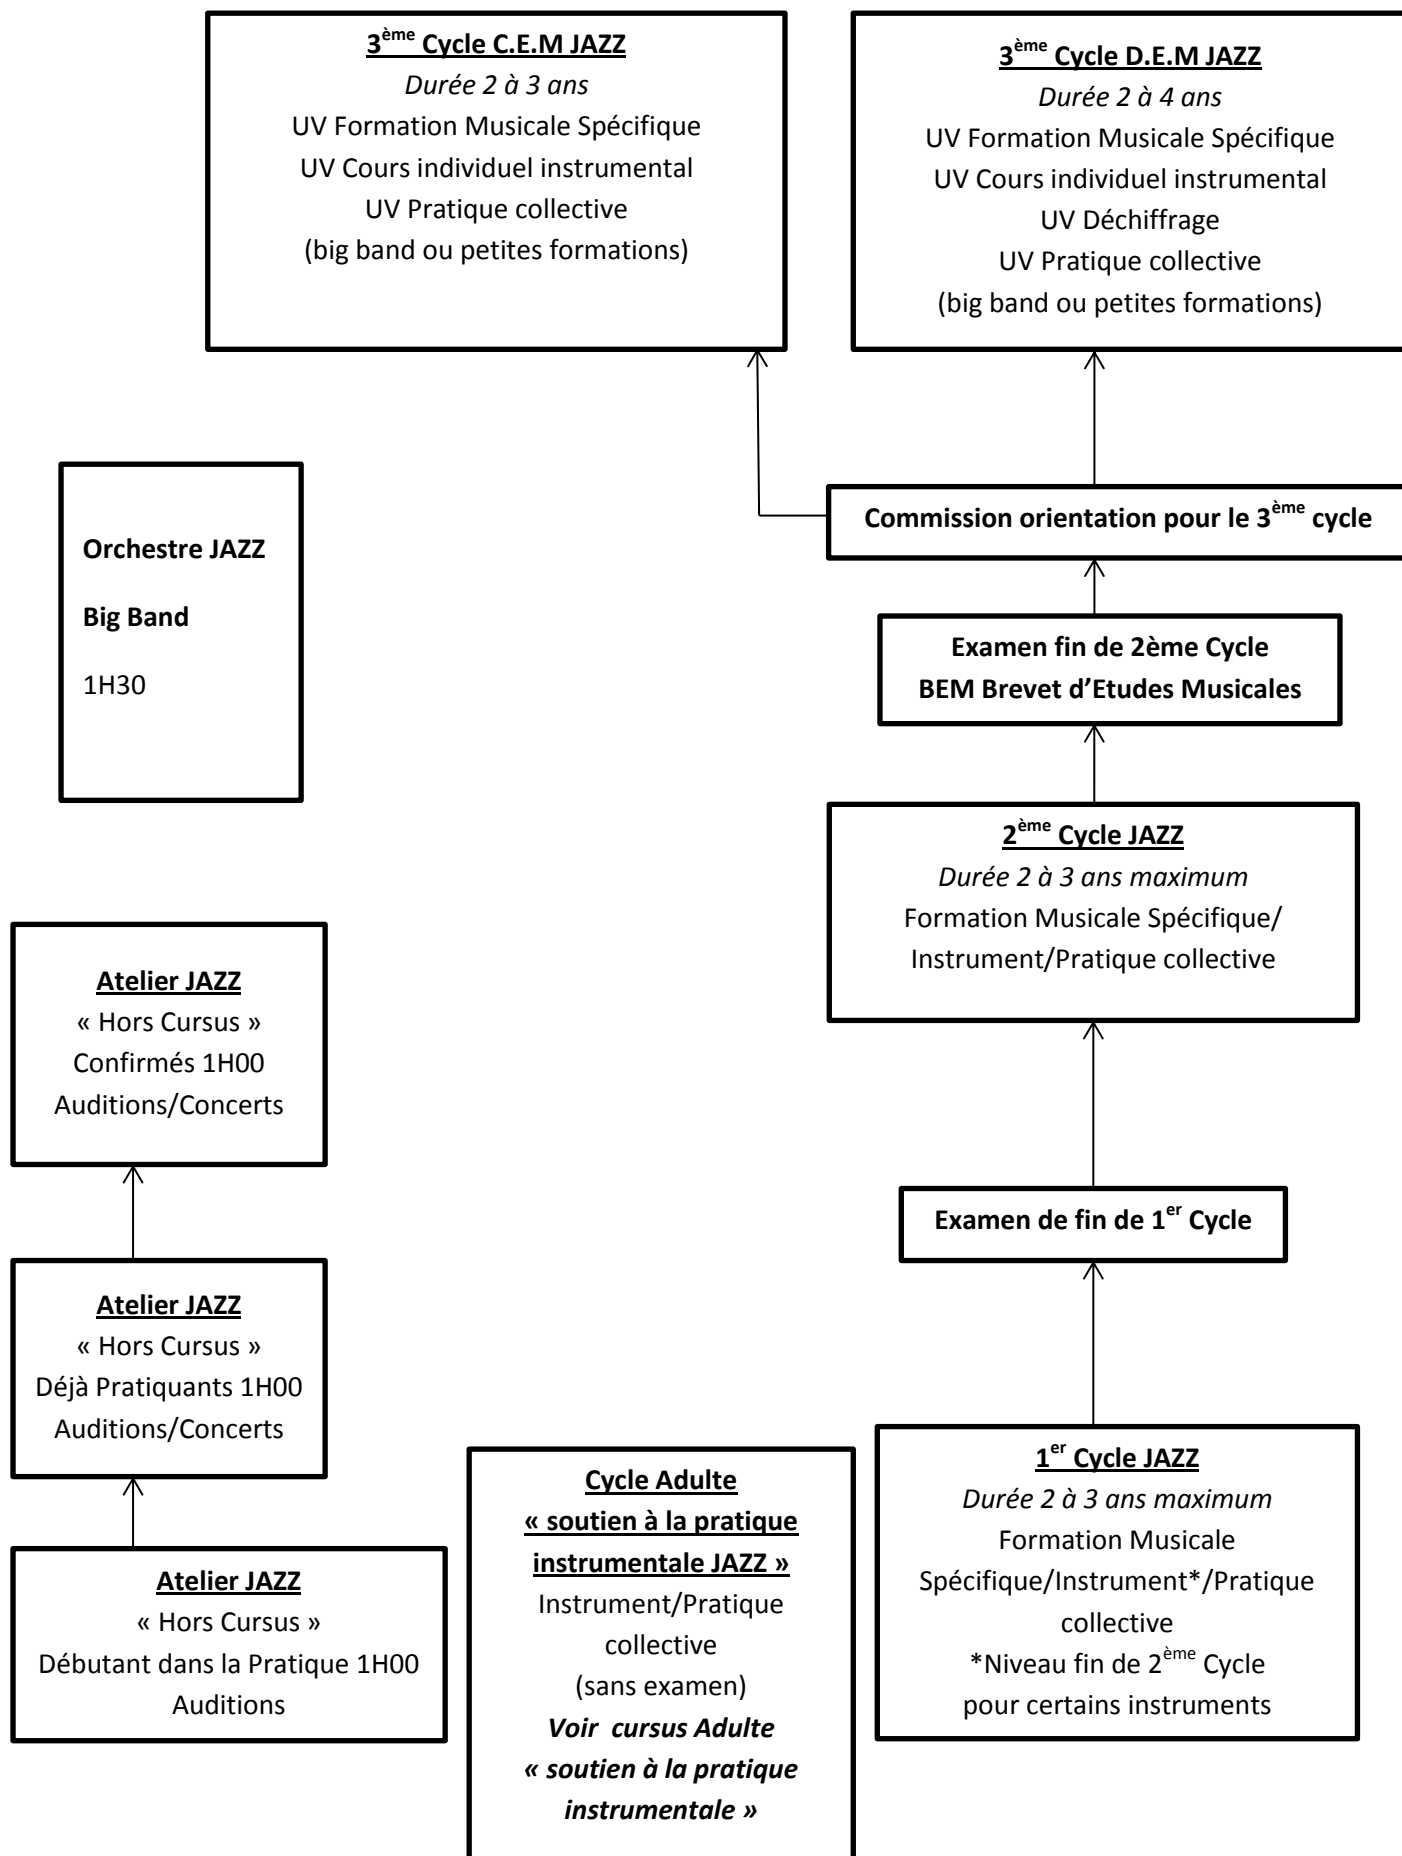 3ème Cycle C.E.M JAZZ
Durée 2 à 3 ans
UV Formation Musicale Spécifique
UV Cours individuel instrumental
UV Pratique collective
(big band ou petites formations)
3ème Cycle D.E.M JAZZ
Durée 2 à 4 ans
UV Formation Musicale Spécifique
UV Cours individuel instrumental
UV Déchiffrage
UV Pratique collective
(big band ou petites formations)
Orchestre JAZZ
Big Band
1H30
Commission orientation pour le 3ème cycle
Examen fin de 2ème Cycle
BEM Brevet d’Etudes Musicales
2ème Cycle JAZZ
Durée 2 à 3 ans maximum
Formation Musicale Spécifique/
Instrument/Pratique collective
Atelier JAZZ
« Hors Cursus »
Confirmés 1H00
Auditions/Concerts
Examen de fin de 1er Cycle
Atelier JAZZ
« Hors Cursus »
Déjà Pratiquants 1H00
Auditions/Concerts
Atelier JAZZ
« Hors Cursus »
Débutant dans la Pratique 1H00
Auditions
Cycle Adulte
« soutien à la pratique
instrumentale JAZZ »
Instrument/Pratique
collective
(sans examen)
Voir cursus Adulte
« soutien à la pratique
instrumentale »
1er Cycle JAZZ
Durée 2 à 3 ans maximum
Formation Musicale
Spécifique/Instrument*/Pratique
collective
*Niveau fin de 2ème Cycle
pour certains instruments